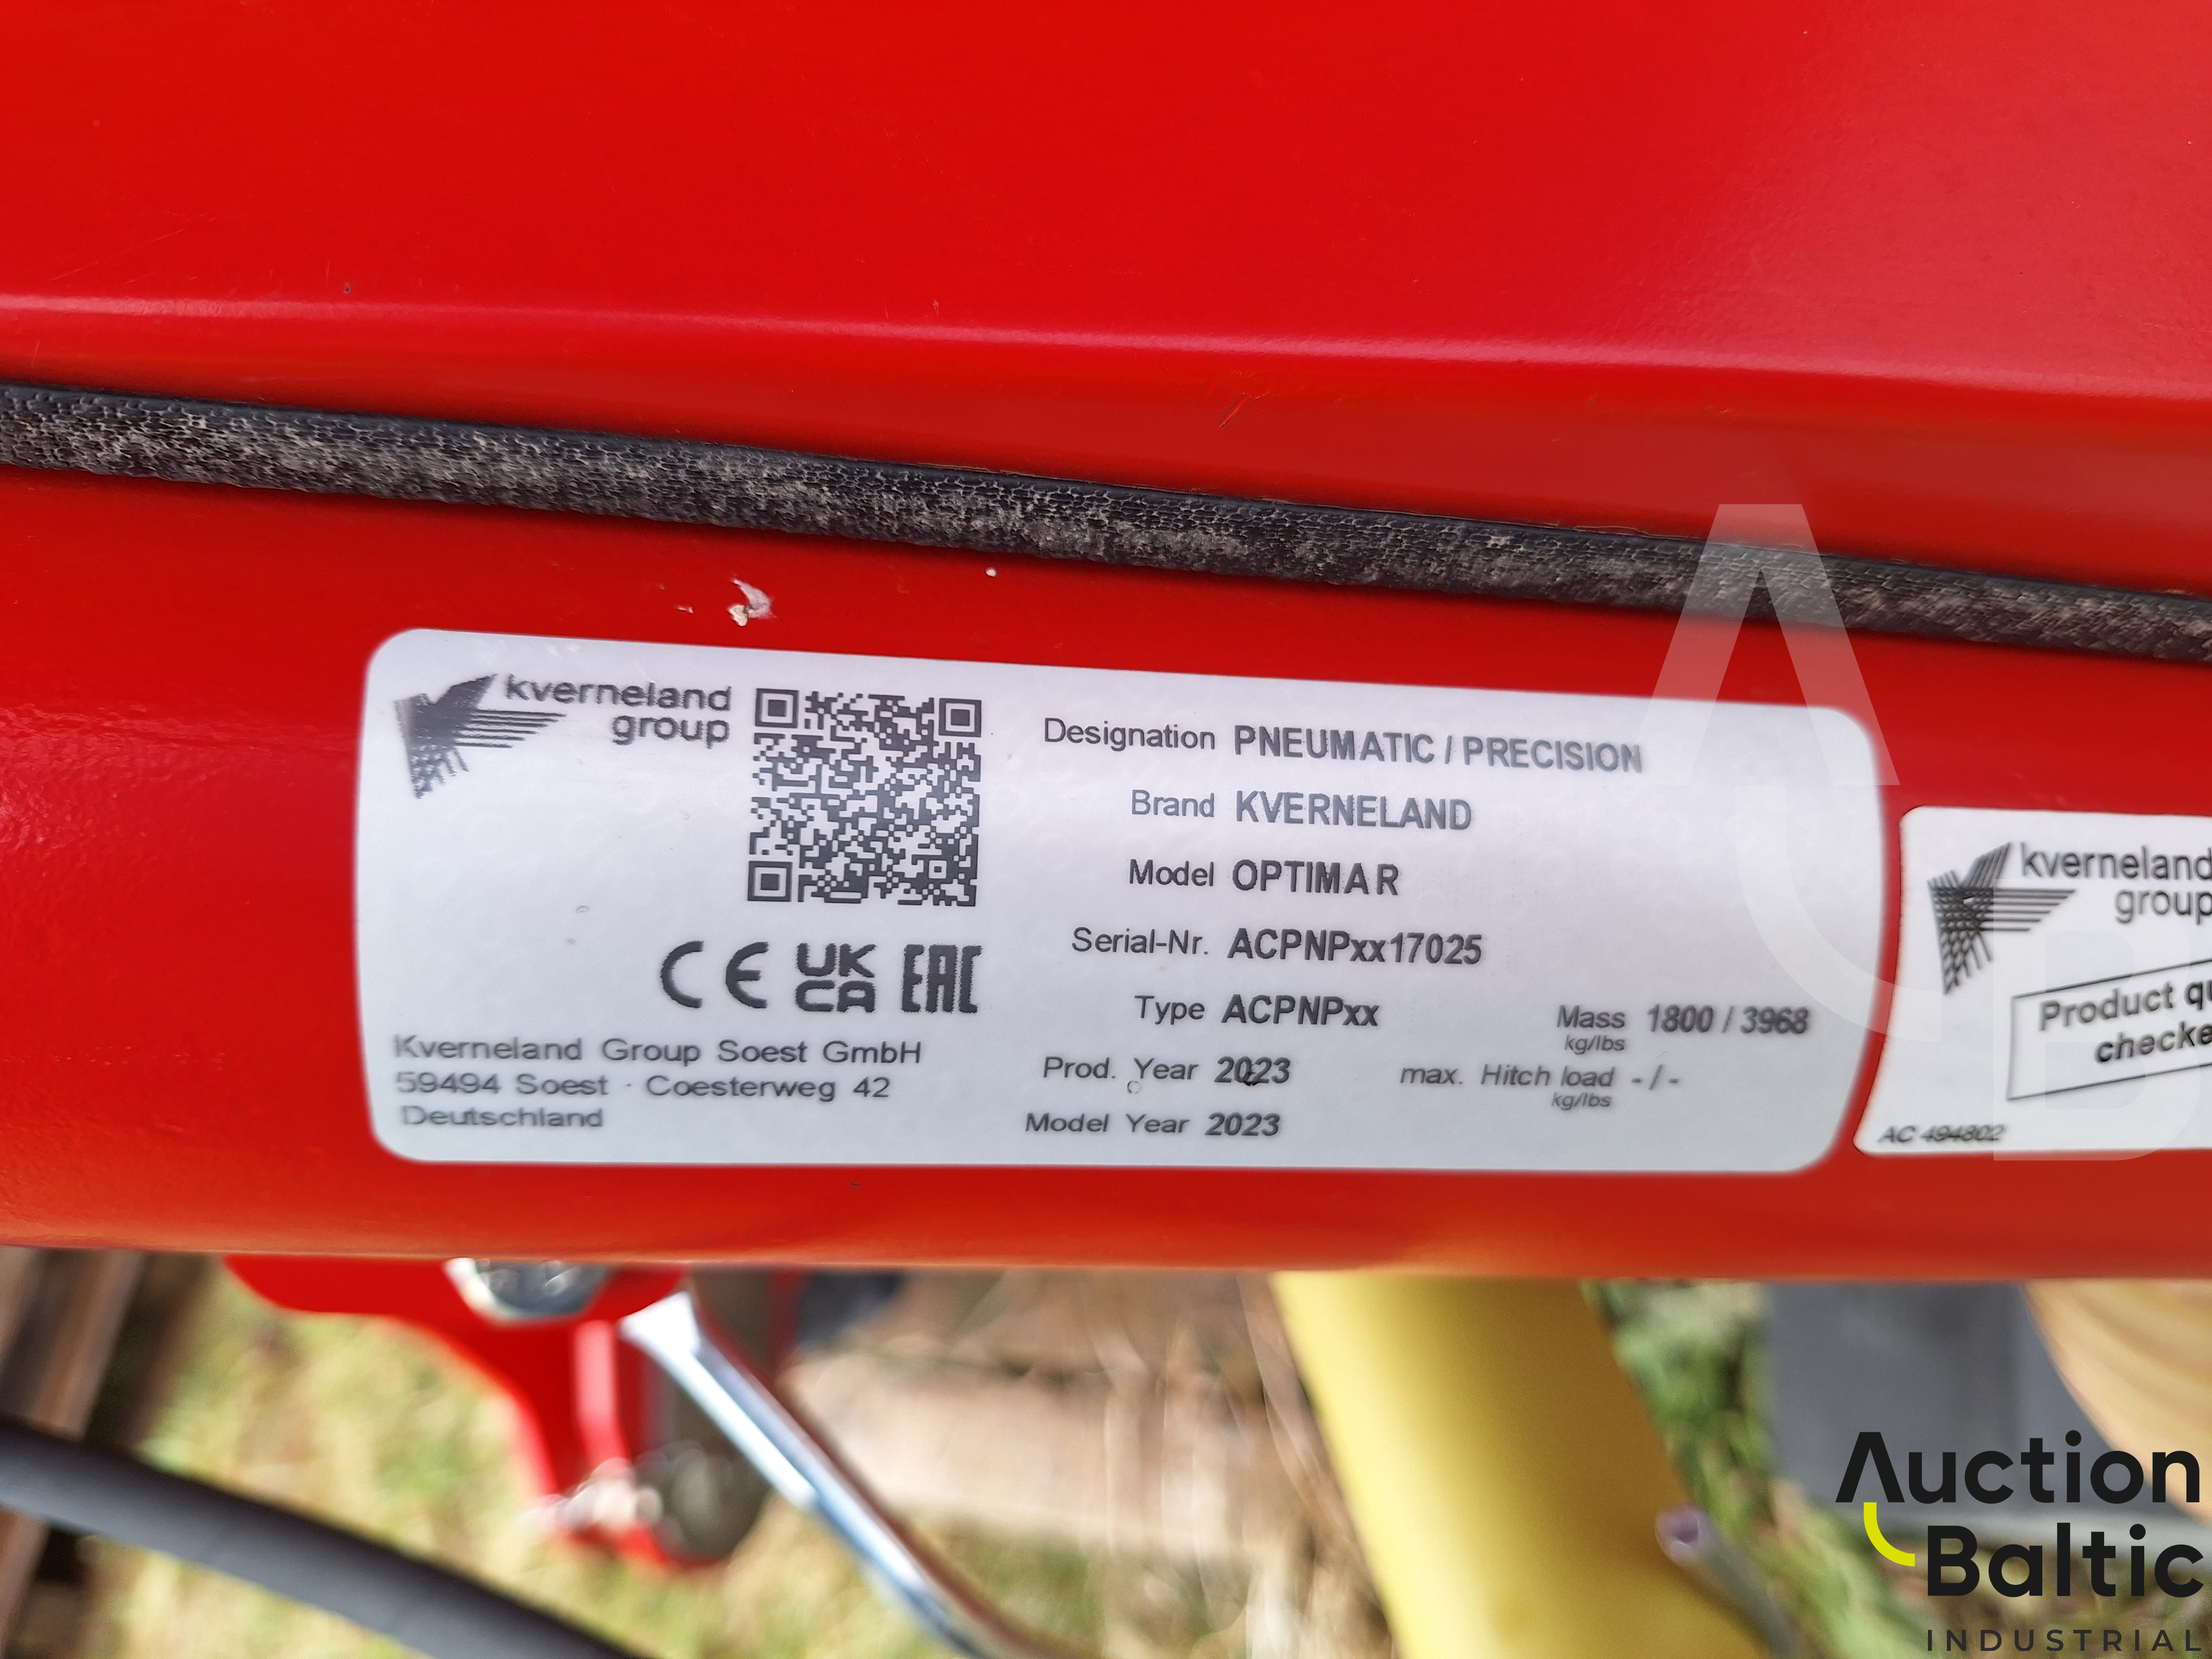 kverneland
group
Designation PNEUMATIC / PRECISION
Brand KVERNELAND
Model OPTIMA R
Serial-Nr. ACPNPxx17025
Type ACPNPxx
Mass 1800 / 3968
kg/lbs
Prod. Year 2023
max. Hitch load - / -
kg/lbs
Model Year 2023
CE UK CA EAC
Kverneland Group Soest GmbH
59494 Soest · Coesterweg 42
Deutschland
kverneland
group
Product
AC 494802
Auction
Baltic
INDUSTRIAL